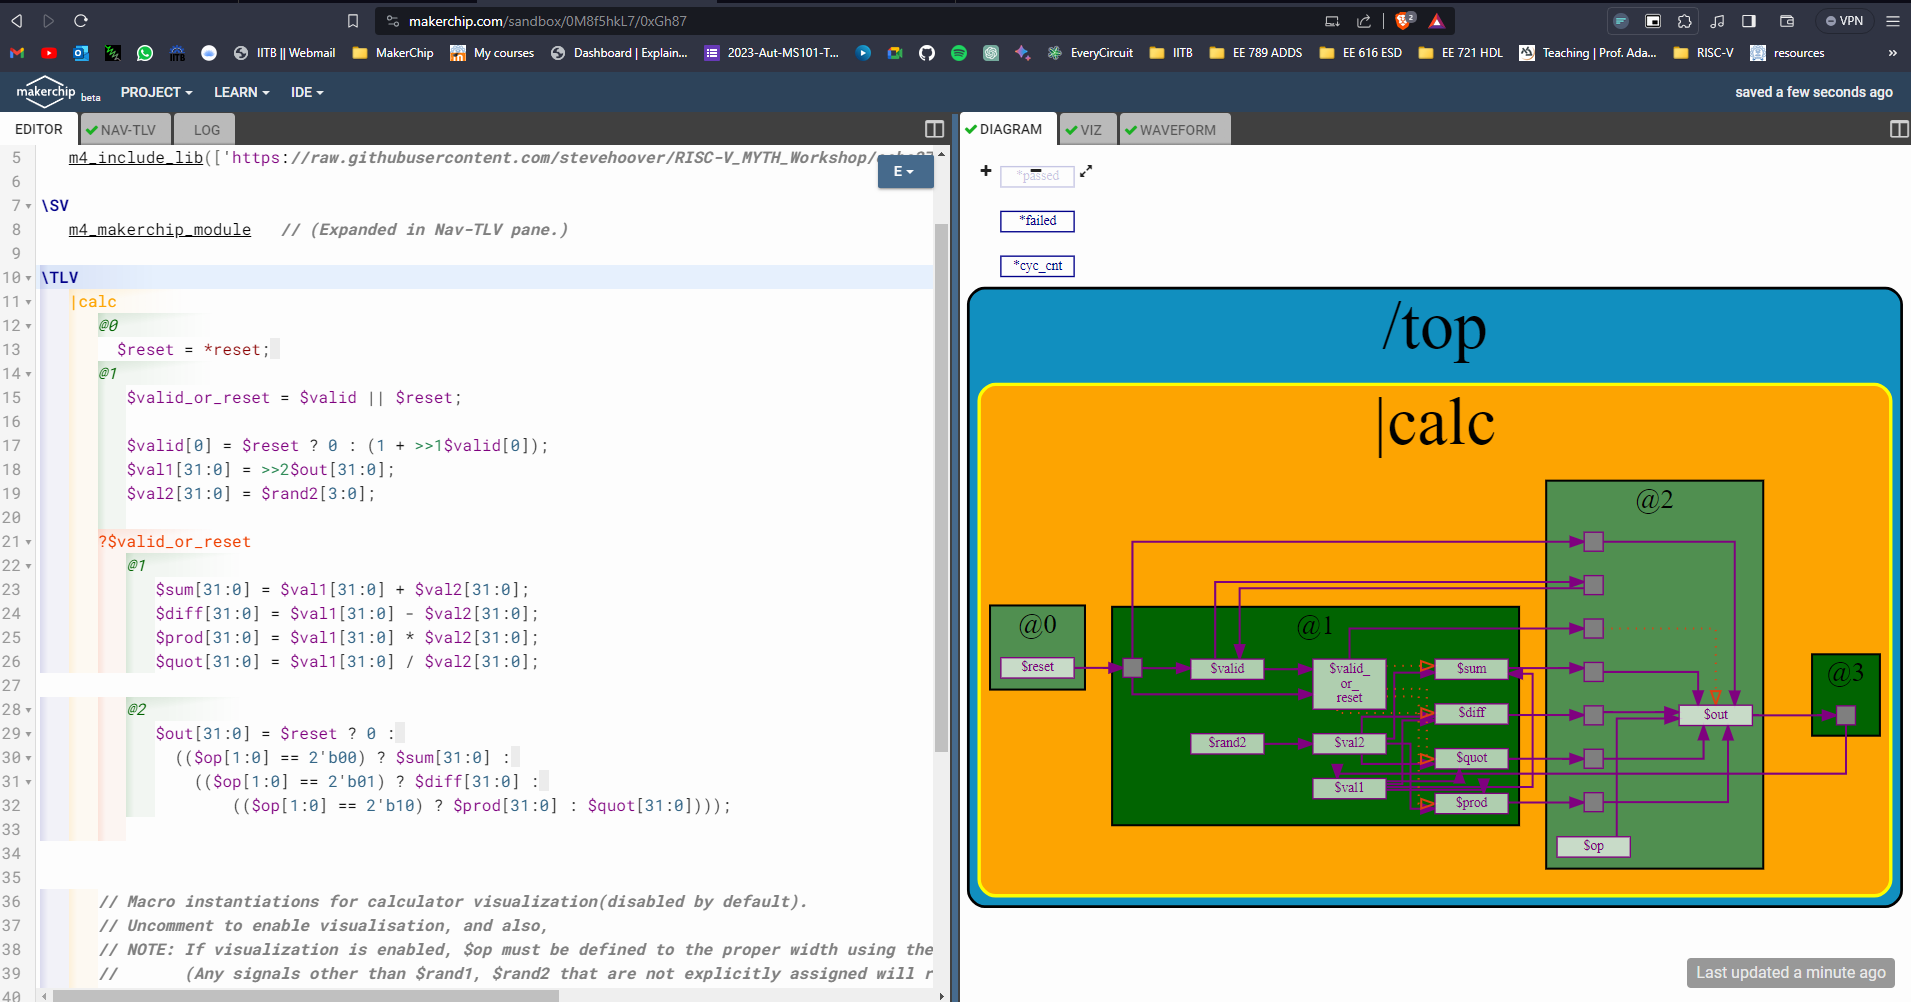 makerchip.com/sandbox/0M8f5hkL7/0xGh87
2
VPN
IITB || Webmail
MakerChip
My courses
Dashboard | Explain...
2023-Aut-MS101-T...
EveryCircuit
IITB
EE 789 ADDS
EE 616 ESD
EE 721 HDL
Teaching | Prof. Ada...
RISC-V
resources
»
makerchip beta
PROJECT
LEARN
IDE
saved a few seconds ago
EDITOR
NAV-TLV
LOG
E
5 m4_include_lib(['https://raw.githubusercontent.com/stevehoover/RISC-V_MYTH_Workshop/
6
7 \SV
8 m4_makerchip_module // (Expanded in Nav-TLV pane.)
9
10 \TLV
11 |calc
12 @0
13 $reset = *reset;
14 @1
15 $valid_or_reset = $valid || $reset;
16
17 $valid[0] = $reset ? 0 : (1 + >>1$valid[0]);
18 $val1[31:0] = >>2$out[31:0];
19 $val2[31:0] = $rand2[3:0];
20
21 ?$valid_or_reset
22 @1
23 $sum[31:0] = $val1[31:0] + $val2[31:0];
24 $diff[31:0] = $val1[31:0] - $val2[31:0];
25 $prod[31:0] = $val1[31:0] * $val2[31:0];
26 $quot[31:0] = $val1[31:0] / $val2[31:0];
27
28 @2
29 $out[31:0] = $reset ? 0 :
30 (($op[1:0] == 2'b00) ? $sum[31:0] :
31 (($op[1:0] == 2'b01) ? $diff[31:0] :
32 (($op[1:0] == 2'b10) ? $prod[31:0] : $quot[31:0])));
33
34
35
36 // Macro instantiations for calculator visualization(disabled by default).
37 // Uncomment to enable visualisation, and also,
38 // NOTE: If visualization is enabled, $op must be defined to the proper width using the
39 // (Any signals other than $rand1, $rand2 that are not explicitly assigned will r
40
DIAGRAM
VIZ
WAVEFORM
*passed
*failed
*cyc_cnt
/top
|calc
@0
$reset
@1
$valid
$valid_
or_
reset
$sum
$diff
$rand2
$val2
$quot
$val1
$prod
@2
$out
$op
@3
Last updated a minute ago